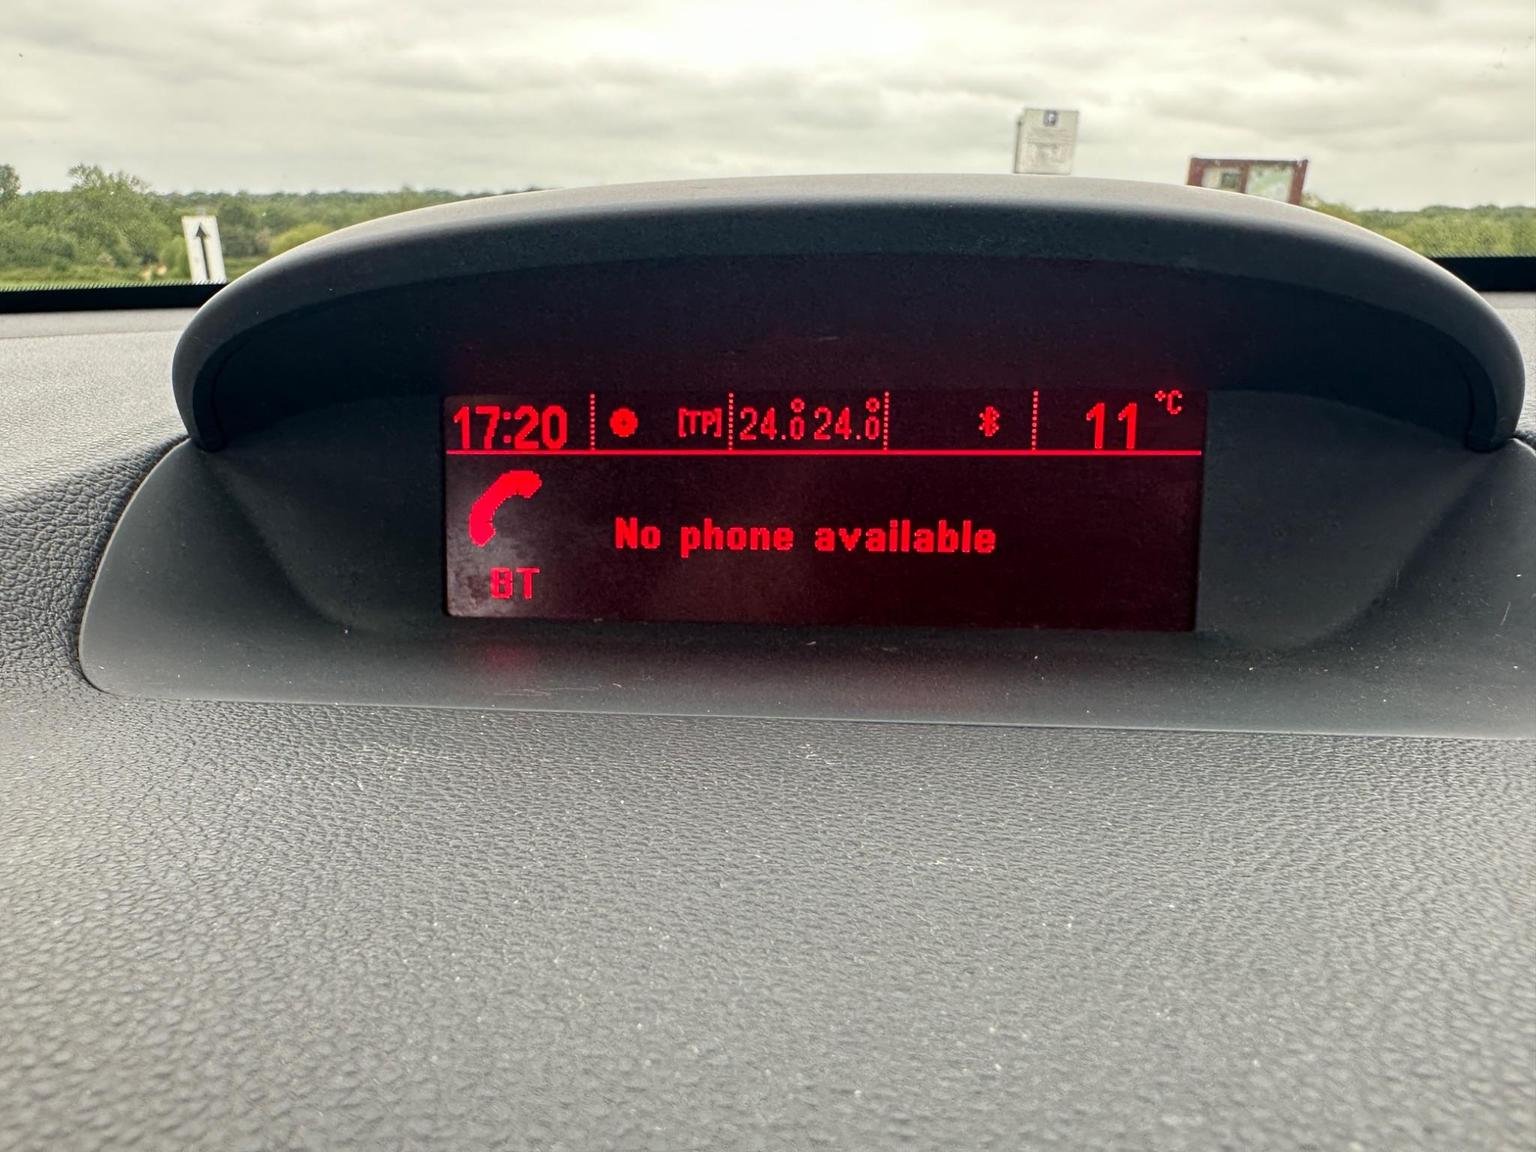 17:20 [TP] 24.0° 24.0° 11 °C
No phone available
BT